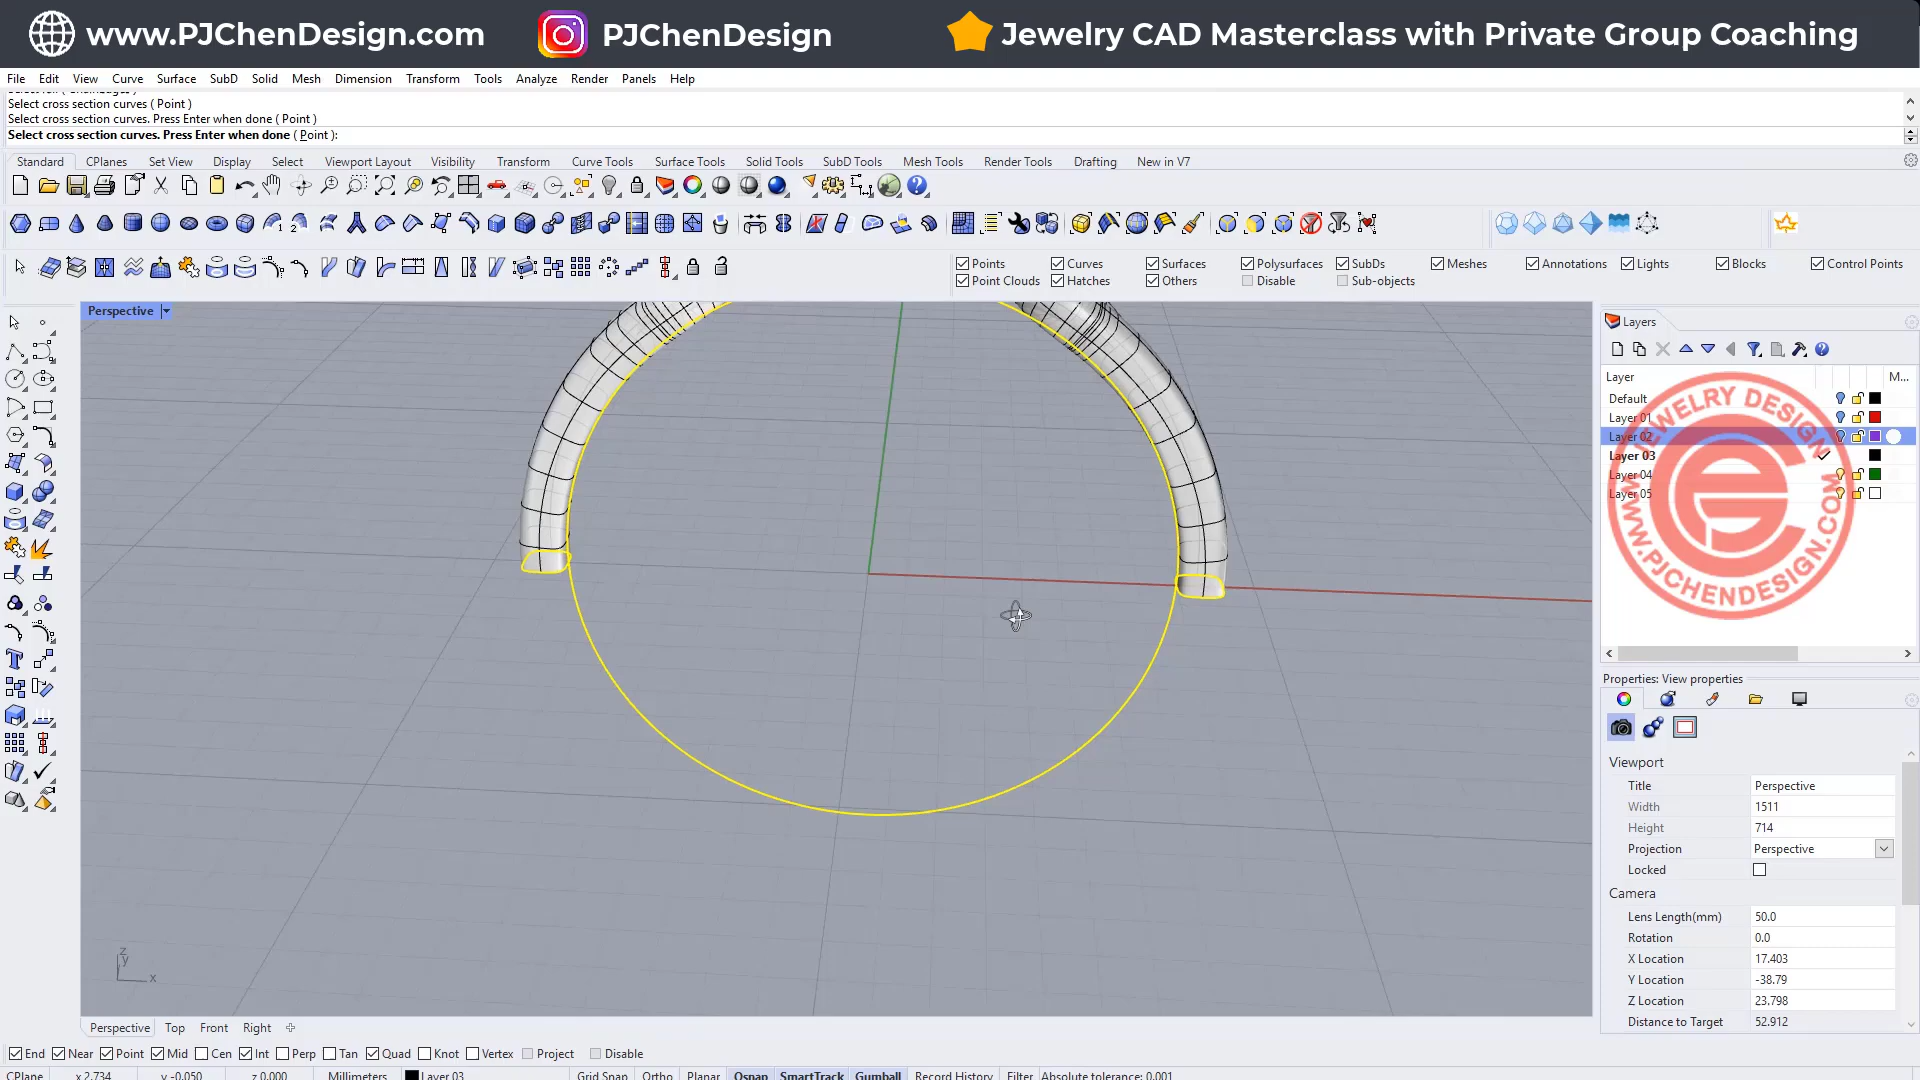 www.PJChenDesign.com PJChenDesign Jewelry CAD Masterclass with Private Group Coaching
File Edit View Curve Surface SubD Solid Mesh Dimension Transform Tools Analyze Render Panels Help
Select cross section curves ( Point )
Select cross section curves. Press Enter when done ( Point )
Select cross section curves. Press Enter when done ( Point ):
Standard CPlanes Set View Display Select Viewport Layout Visibility Transform Curve Tools Surface Tools Solid Tools SubD Tools Mesh Tools Render Tools Drafting New in V7
Points Curves Surfaces Polysurfaces SubDs Meshes Annotations Lights Blocks Control Points
Point Clouds Hatches Others Disable Sub-objects
Perspective
Layers
Layer M...
Default
Layer 01
Layer 02
Layer 03
Layer 04
Layer 05
JEWELRY DESIGN
WWW.PJCHENDESIGN.COM
Properties: View properties
Viewport
Title Perspective
Width 1511
Height 714
Projection Perspective
Locked
Camera
Lens Length(mm) 50.0
Rotation 0.0
X Location 17.403
Y Location -38.79
Z Location 23.798
Distance to Target 52.912
z
y
x
Perspective Top Front Right
End Near Point Mid Cen Int Perp Tan Quad Knot Vertex Project Disable
CPlane x 2.734 y -0.050 z 0.000 Millimeters Layer 03 Grid Snap Ortho Planar Osnap SmartTrack Gumball Record History Filter Absolute tolerance: 0.001